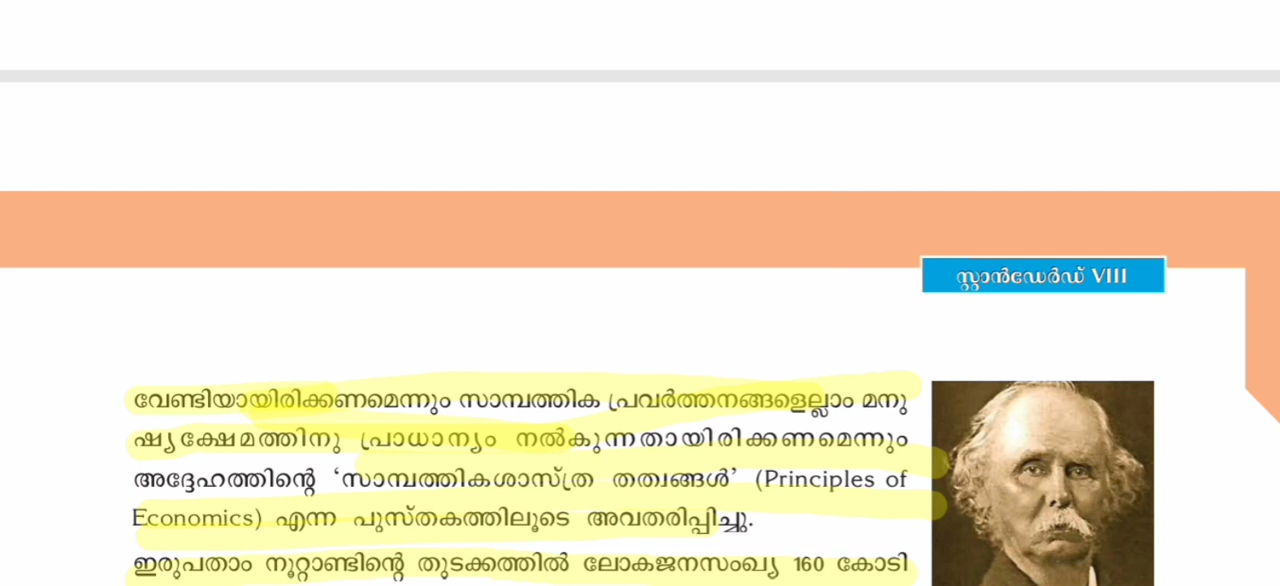 സ്റ്റാൻഡേർഡ് VIII
വേണ്ടിയായിരിക്കണമെന്നും സാമ്പത്തിക പ്രവർത്തനങ്ങളെല്ലാം മനു
ഷ്യക്ഷേമത്തിനു പ്രാധാന്യം നൽകുന്നതായിരിക്കണമെന്നും
അദ്ദേഹത്തിന്റെ ‘സാമ്പത്തികശാസ്ത്ര തത്വങ്ങൾ’ (Principles of
Economics) എന്ന പുസ്തകത്തിലൂടെ അവതരിപ്പിച്ചു.
ഇരുപതാം നൂറ്റാണ്ടിന്റെ തുടക്കത്തിൽ ലോകജനസംഖ്യ 160 കോടി